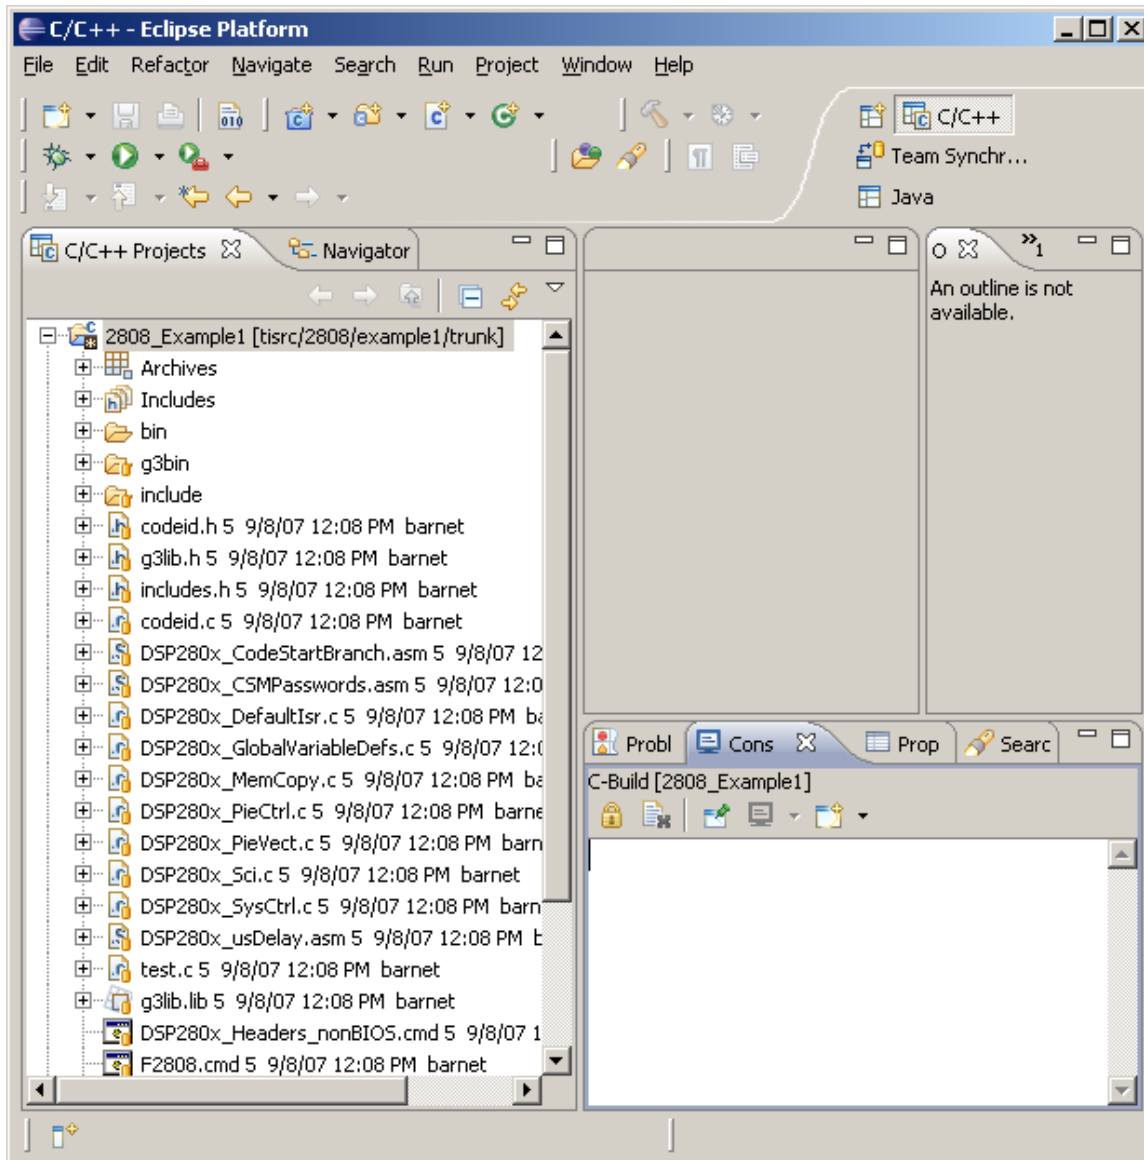 C/C++ - Eclipse Platform
File Edit Refactor Navigate Search Run Project Window Help
010
C/C++
Team Synchr...
Java
C/C++ Projects Navigator
O »1
An outline is not
available.
2808_Example1 [tisrc/2808/example1/trunk]
Archives
Includes
bin
g3bin
include
codeid.h 5 9/8/07 12:08 PM barnet
g3lib.h 5 9/8/07 12:08 PM barnet
includes.h 5 9/8/07 12:08 PM barnet
codeid.c 5 9/8/07 12:08 PM barnet
DSP280x_CodeStartBranch.asm 5 9/8/07 12
DSP280x_CSMPasswords.asm 5 9/8/07 12:0
DSP280x_DefaultIsr.c 5 9/8/07 12:08 PM ba
DSP280x_GlobalVariableDefs.c 5 9/8/07 12:0
DSP280x_MemCopy.c 5 9/8/07 12:08 PM ba
DSP280x_PieCtrl.c 5 9/8/07 12:08 PM barne
DSP280x_PieVect.c 5 9/8/07 12:08 PM barn
DSP280x_Sci.c 5 9/8/07 12:08 PM barnet
DSP280x_SysCtrl.c 5 9/8/07 12:08 PM barn
DSP280x_usDelay.asm 5 9/8/07 12:08 PM b
test.c 5 9/8/07 12:08 PM barnet
g3lib.lib 5 9/8/07 12:08 PM barnet
DSP280x_Headers_nonBIOS.cmd 5 9/8/07 1
F2808.cmd 5 9/8/07 12:08 PM barnet
Probl Cons Prop Searc
C-Build [2808_Example1]